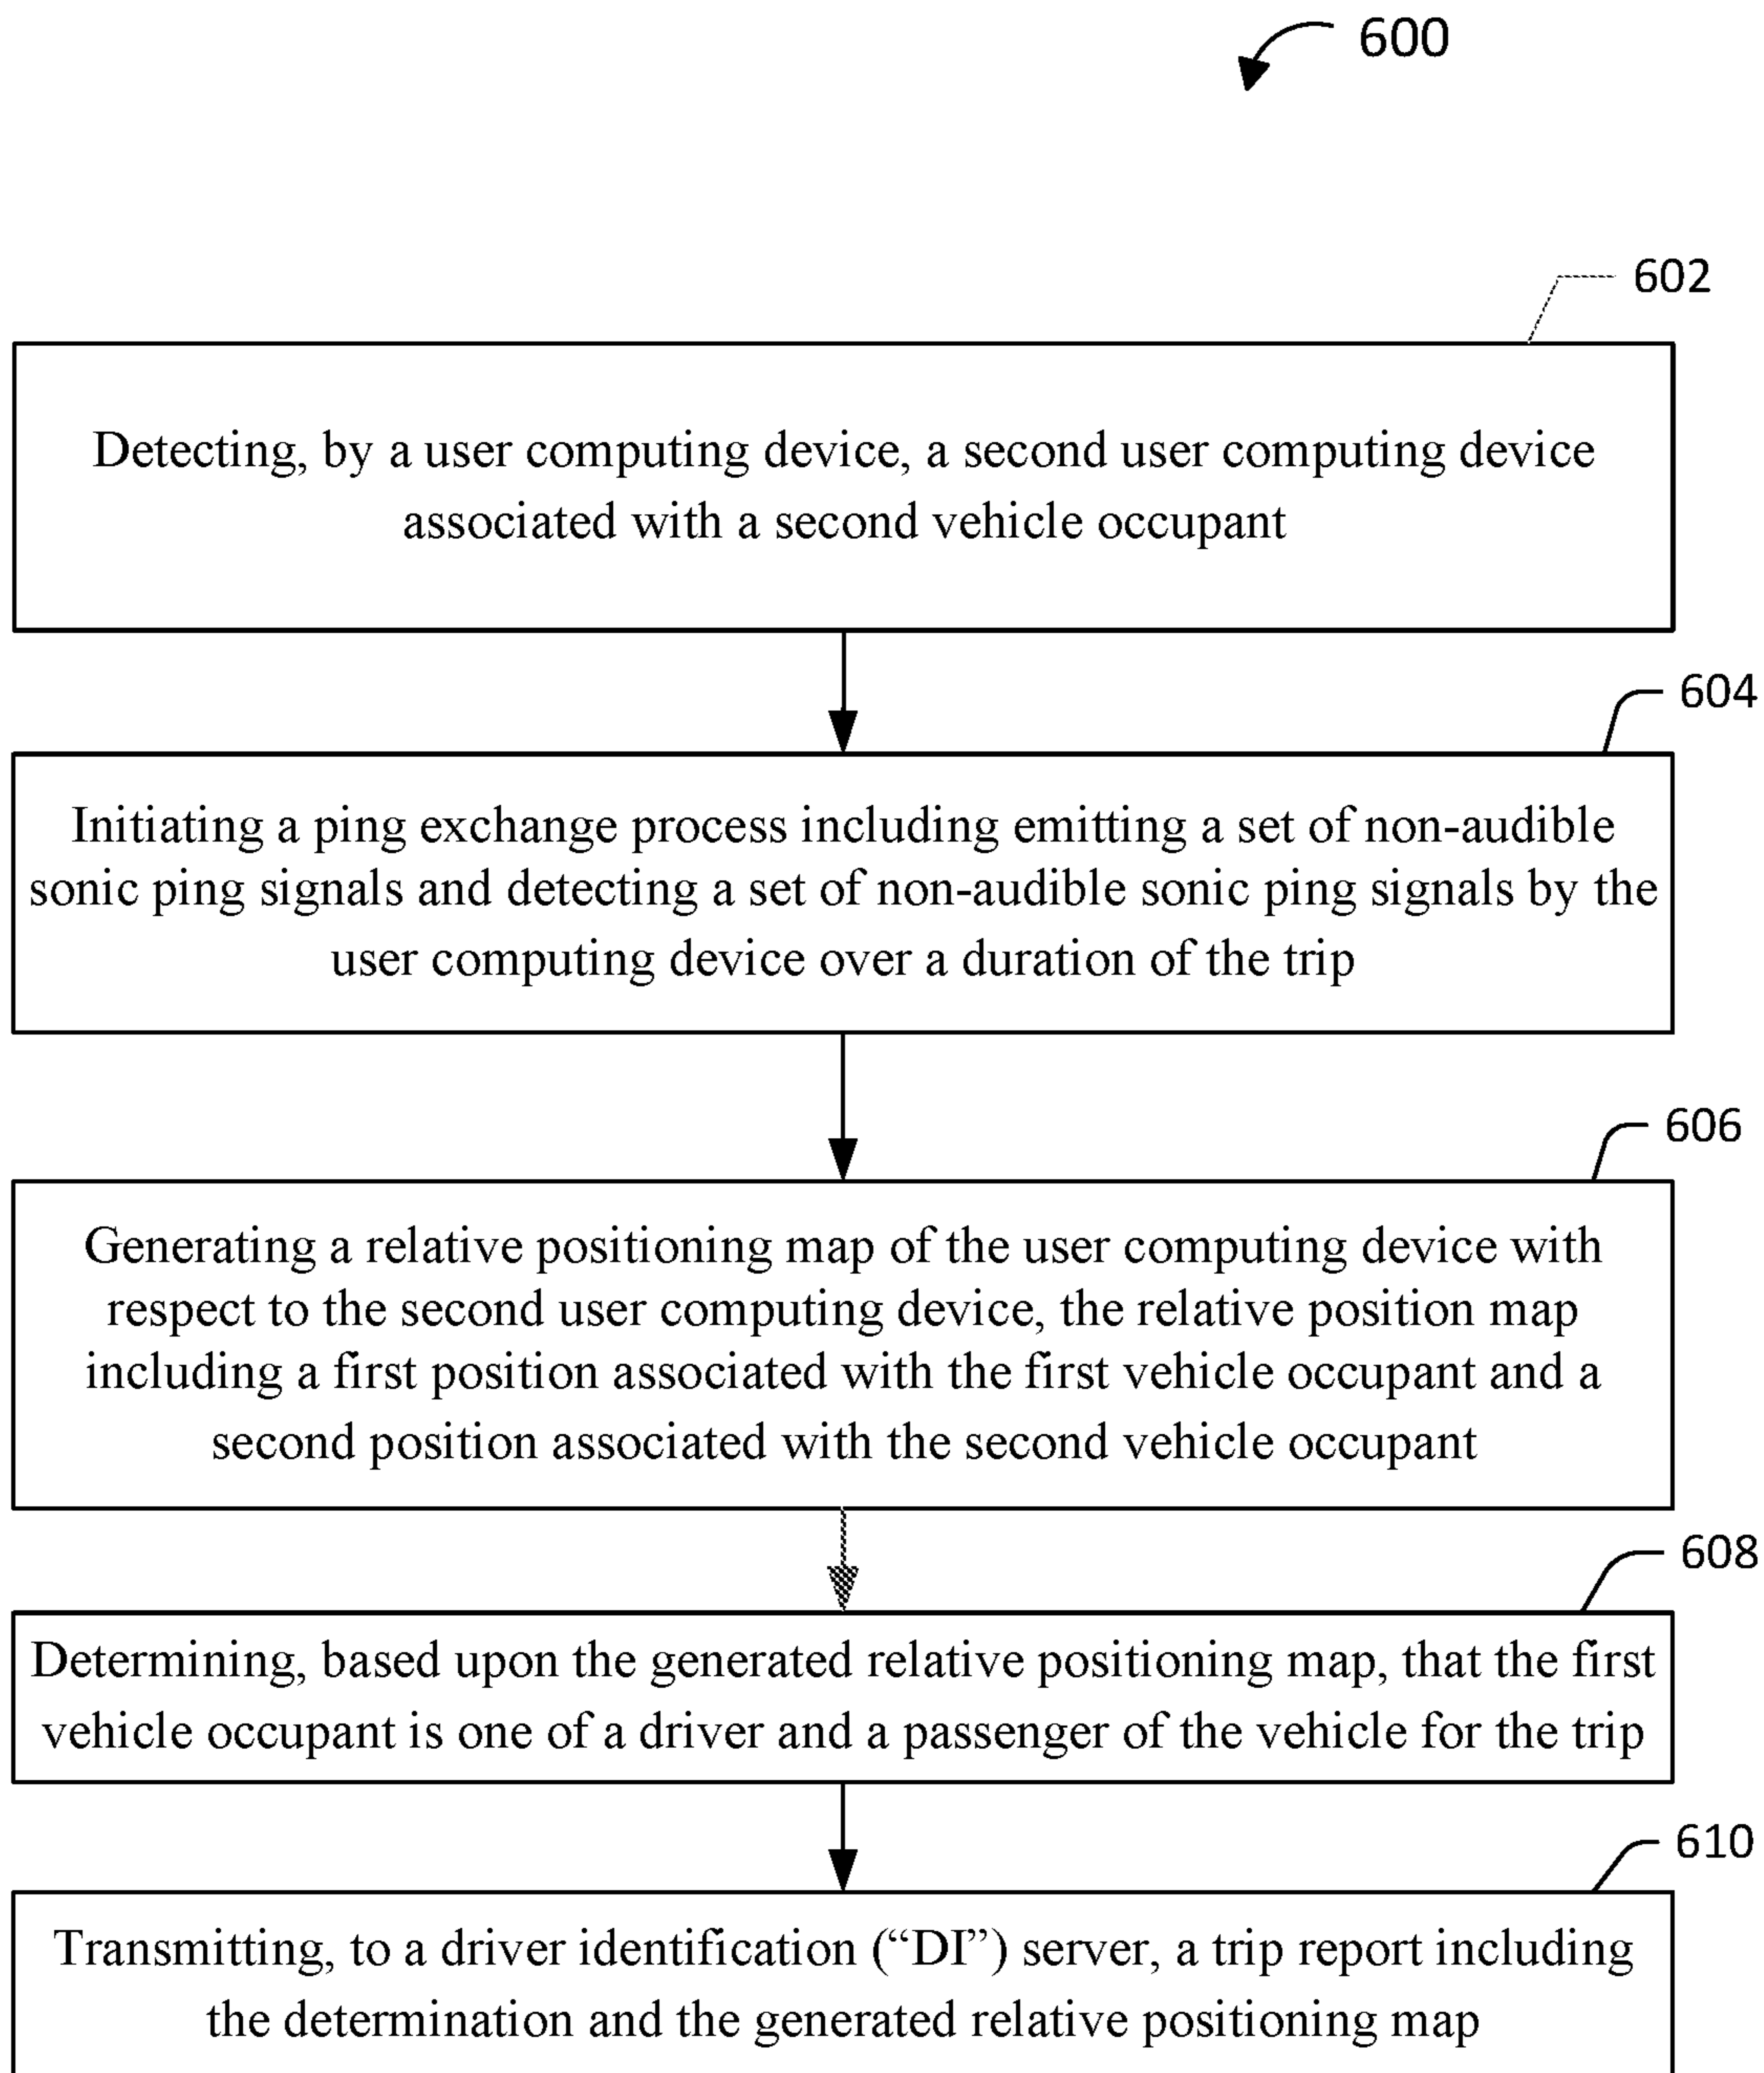 600
602
Detecting, by a user computing device, a second user computing device
associated with a second vehicle occupant
604
Initiating a ping exchange process including emitting a set of non-audible
sonic ping signals and detecting a set of non-audible sonic ping signals by the
user computing device over a duration of the trip
606
Generating a relative positioning map of the user computing device with
respect to the second user computing device, the relative position map
including a first position associated with the first vehicle occupant and a
second position associated with the second vehicle occupant
608
Determining, based upon the generated relative positioning map, that the first
vehicle occupant is one of a driver and a passenger of the vehicle for the trip
610
Transmitting, to a driver identification (“DI”) server, a trip report including
the determination and the generated relative positioning map